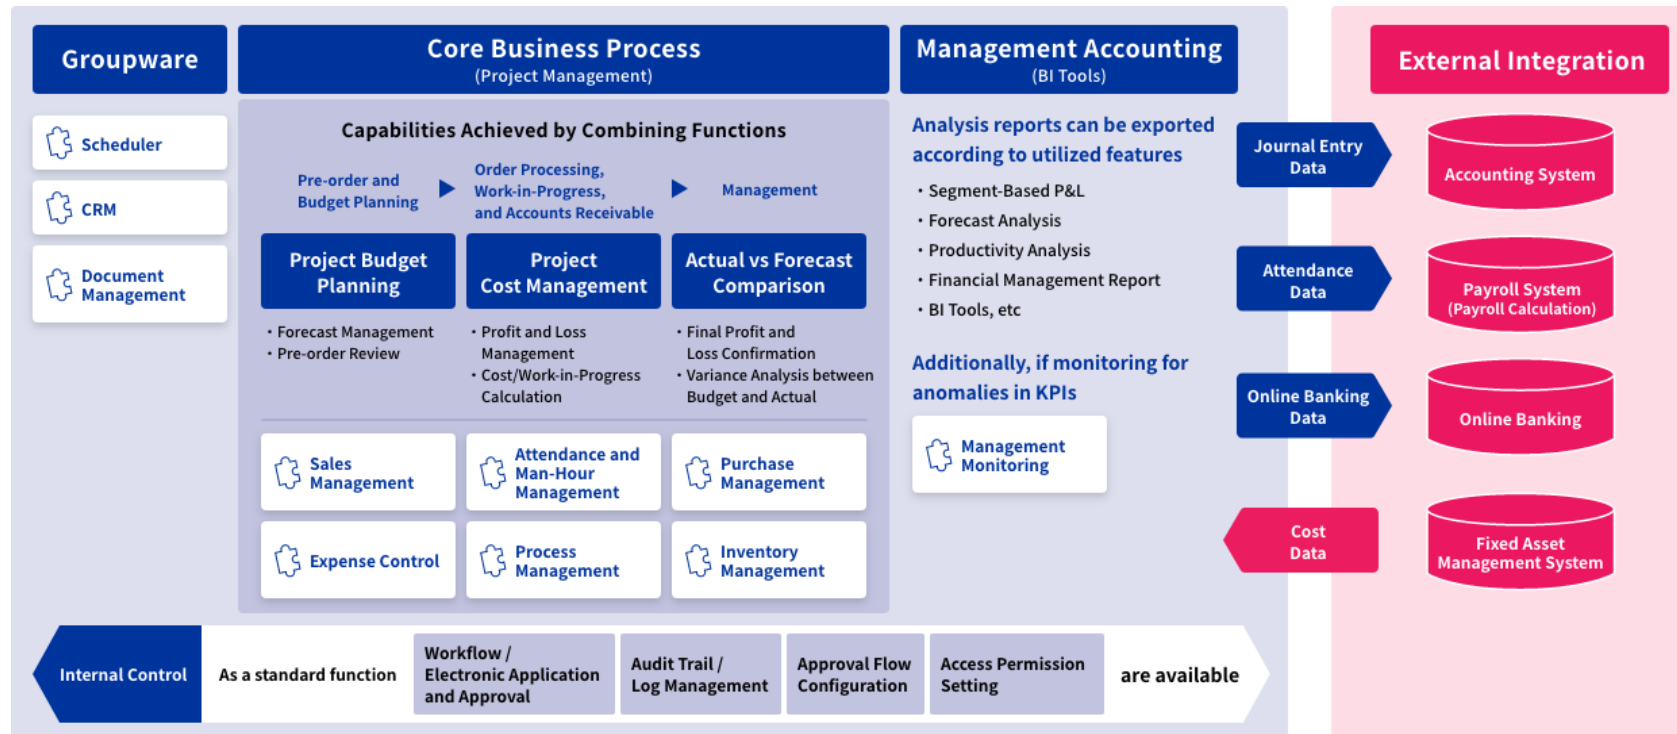 Groupware
Scheduler
CRM
Document
Management
Core Business Process
(Project Management)
Capabilities Achieved by Combining Functions
Pre-order and
Budget Planning
Order Processing,
Work-in-Progress,
and Accounts Receivable
Management
Project Budget
Planning
・Forecast Management
・Pre-order Review
Project
Cost Management
・Profit and Loss
Management
・Cost/Work-in-Progress
Calculation
Actual vs Forecast
Comparison
・Final Profit and
Loss Confirmation
・Variance Analysis between
Budget and Actual
Sales
Management
Attendance and
Man-Hour
Management
Purchase
Management
Expense Control
Process
Management
Inventory
Management
Management Accounting
(BI Tools)
Analysis reports can be exported
according to utilized features
・Segment-Based P&L
・Forecast Analysis
・Productivity Analysis
・Financial Management Report
・BI Tools, etc
Additionally, if monitoring for
anomalies in KPIs
Management
Monitoring
External Integration
Journal Entry
Data
Accounting System
Attendance
Data
Payroll System
(Payroll Calculation)
Online Banking
Data
Online Banking
Cost
Data
Fixed Asset
Management System
Internal Control
As a standard function
Workflow /
Electronic Application
and Approval
Audit Trail /
Log Management
Approval Flow
Configuration
Access Permission
Setting
are available